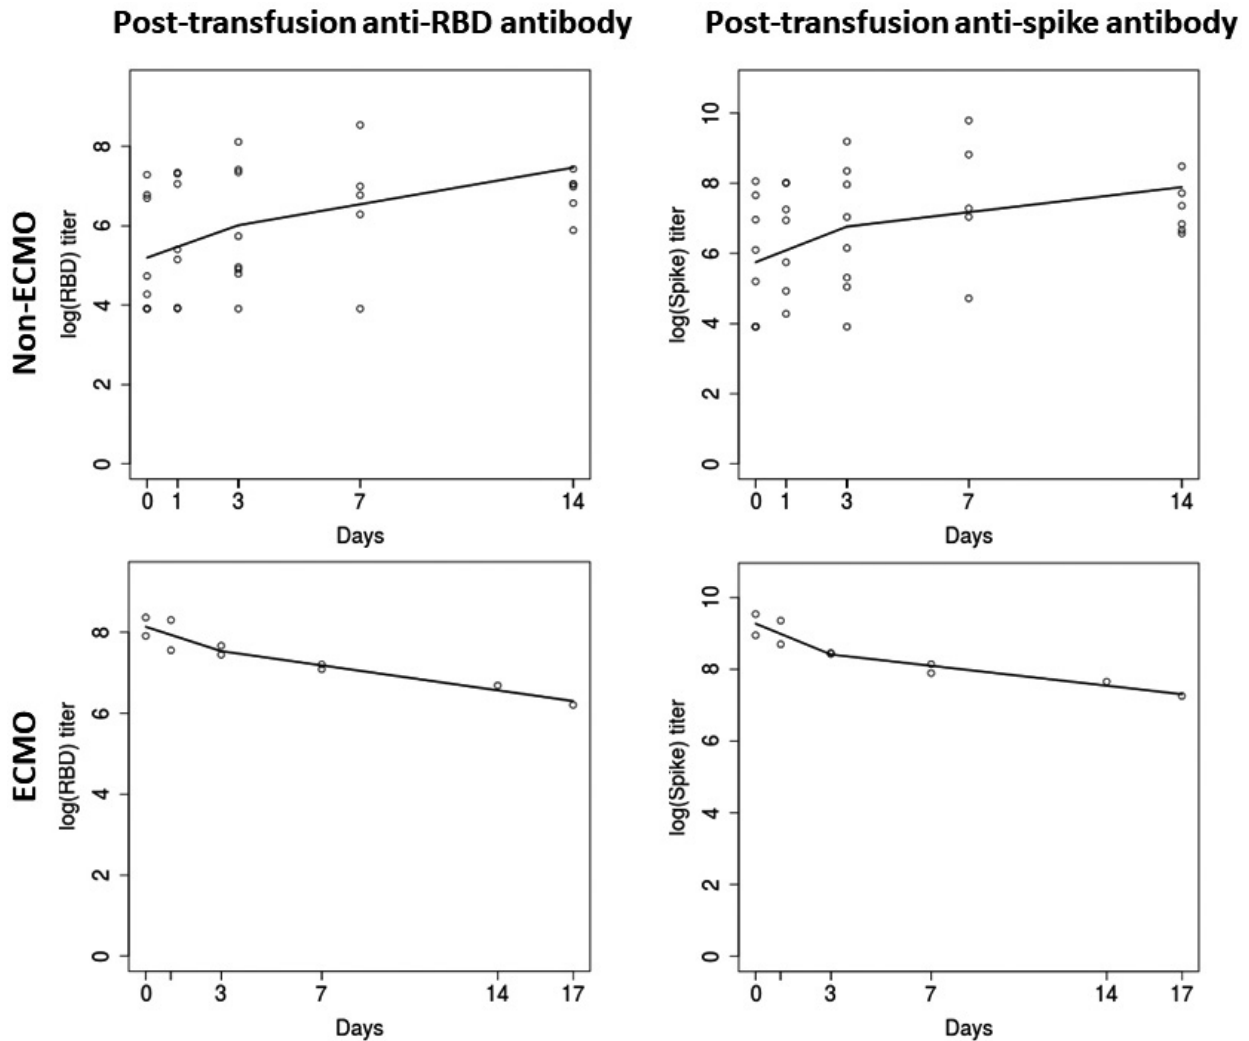 Post-transfusion anti-RBD antibody
Post-transfusion anti-spike antibody
Non-ECMO
log(RBD) titer
8
6
4
2
0
0 1 3 7 14
Days
log(Spike) titer
10
8
6
4
2
0
0 1 3 7 14
Days
ECMO
log(RBD) titer
8
6
4
2
0
0 3 7 14 17
Days
log(Spike) titer
10
8
6
4
2
0
0 3 7 14 17
Days